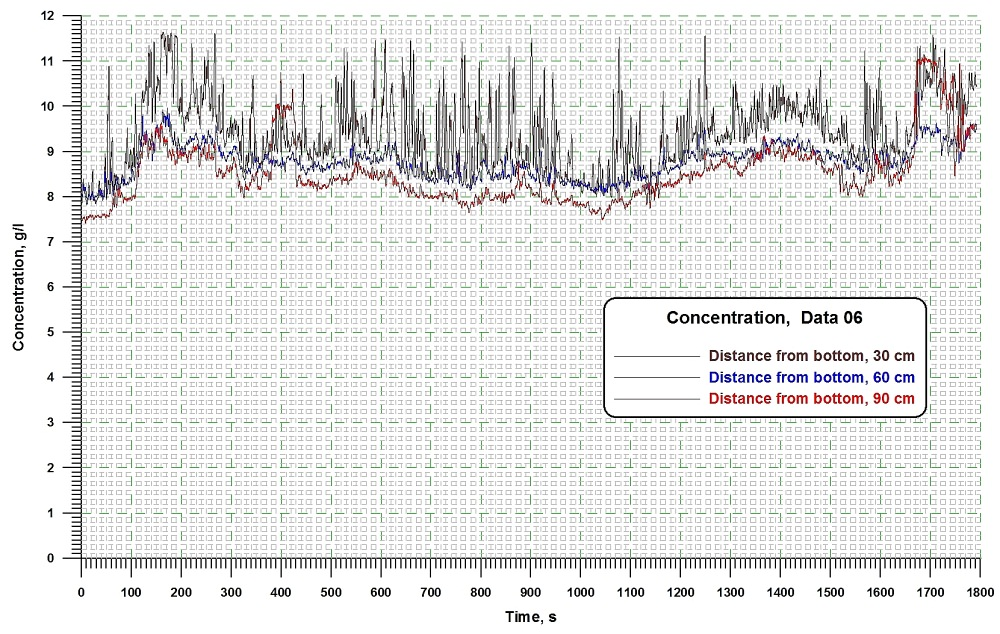 12
11
10
9
8
7
6
5
4
3
2
1
0
Concentration, g/l
Concentration, Data 06
Distance from bottom, 30 cm
Distance from bottom, 60 cm
Distance from bottom, 90 cm
0 100 200 300 400 500 600 700 800 900 1000 1100 1200 1300 1400 1500 1600 1700 1800
Time, s